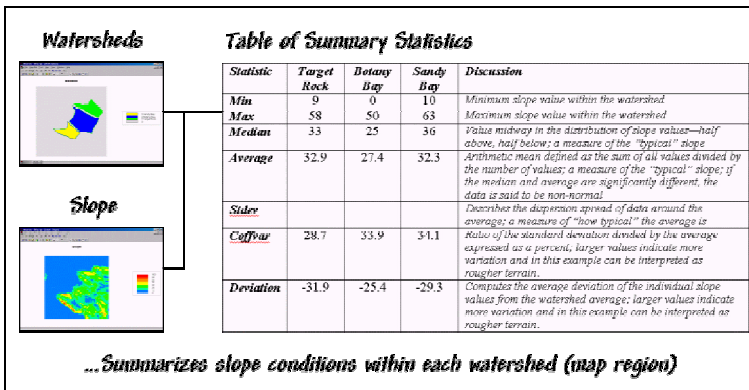 Watersheds
Table of Summary Statistics
Statistic Target Rock Botany Bay Sandy Bay Discussion
Min 9 0 10 Minimum slope value within the watershed
Max 58 50 63 Maximum slope value within the watershed
Median 33 25 36 Value midway in the distribution of slope values—half
above, half below; a measure of the "typical" slope
Average 32.9 27.4 32.3 Arithmetic mean defined as the sum of all values divided by
the number of values; a measure of the "typical" slope; if
the median and average are significantly different, the
data is said to be non-normal
Slope
Stdev Describes the dispersion spread of data around the
average; a measure of "how typical" the average is
Coffvar 28.7 33.9 34.1 Ratio of the standard deviation divided by the average
expressed as a percent; larger values indicate more
variation and in this example can be interpreted as
rougher terrain.
Deviation -31.9 -25.4 -29.3 Computes the average deviation of the individual slope
values from the watershed average; larger values indicate
more variation and in this example can be interpreted as
rougher terrain.
...Summarizes slope conditions within each watershed (map region)